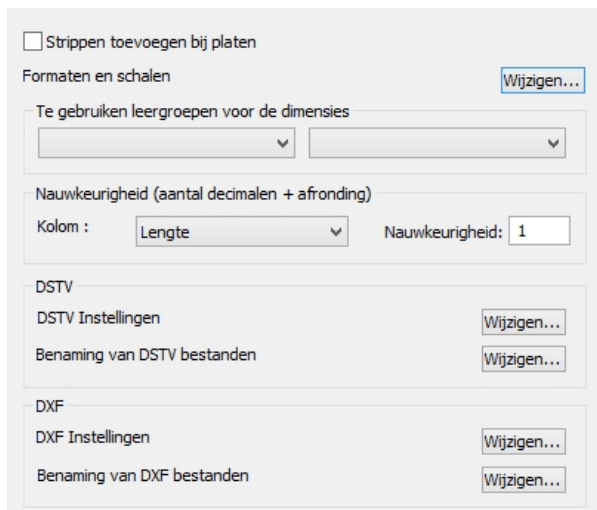 Strippen toevoegen bij platen
Formaten en schalen Wijzigen...
Te gebruiken leergroepen voor de dimensies
Nauwkeurigheid (aantal decimalen + afronding)
Kolom : Lengte Nauwkeurigheid: 1
DSTV
DSTV Instellingen Wijzigen...
Benaming van DSTV bestanden Wijzigen...
DXF
DXF Instellingen Wijzigen...
Benaming van DXF bestanden Wijzigen...